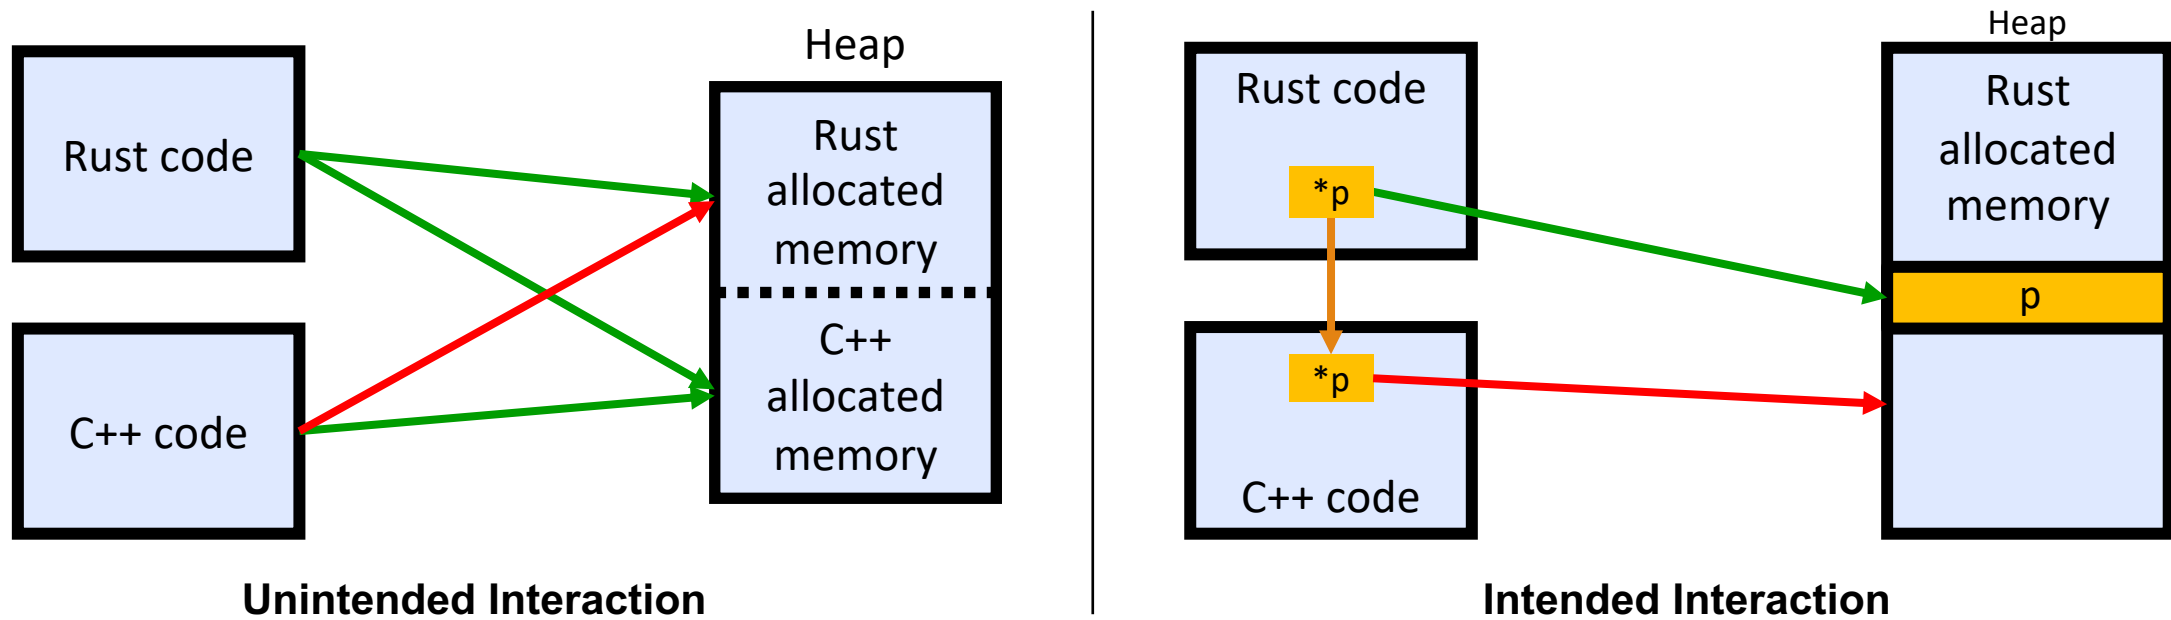 Heap
Rust code
Rust
allocated
memory
C++
allocated
memory
C++ code
Unintended Interaction
Heap
Rust code
*p
Rust
allocated
memory
p
*p
C++ code
Intended Interaction